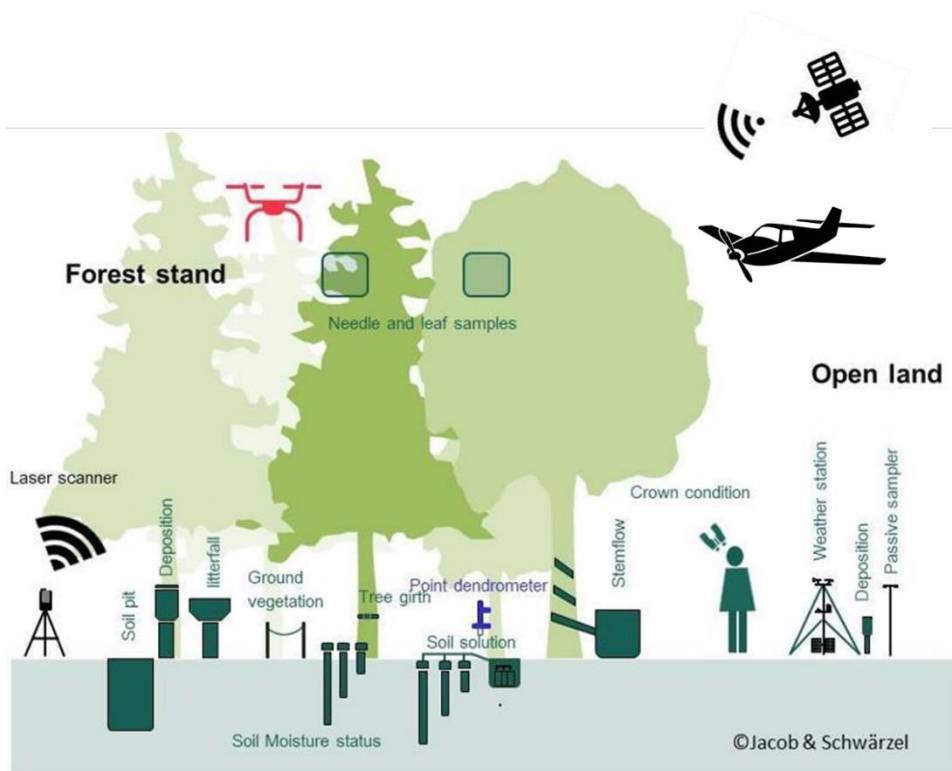 Forest stand
Needle and leaf samples
Open land
Laser scanner
Soil pit
Deposition
litterfall
Ground
vegetation
Tree girth
Point dendrometer
Soil solution
Stemflow
Crown condition
Weather station
Deposition
Passive sampler
Soil Moisture status
©Jacob & Schwärzel